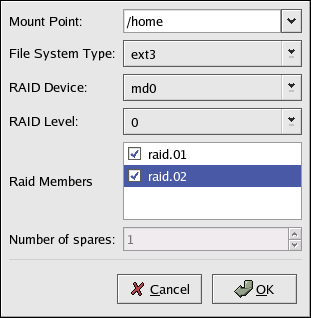 Mount Point: /home
File System Type: ext3
RAID Device: md0
RAID Level: 0
raid.01
Raid Members
raid.02
Number of spares: 1
Cancel OK